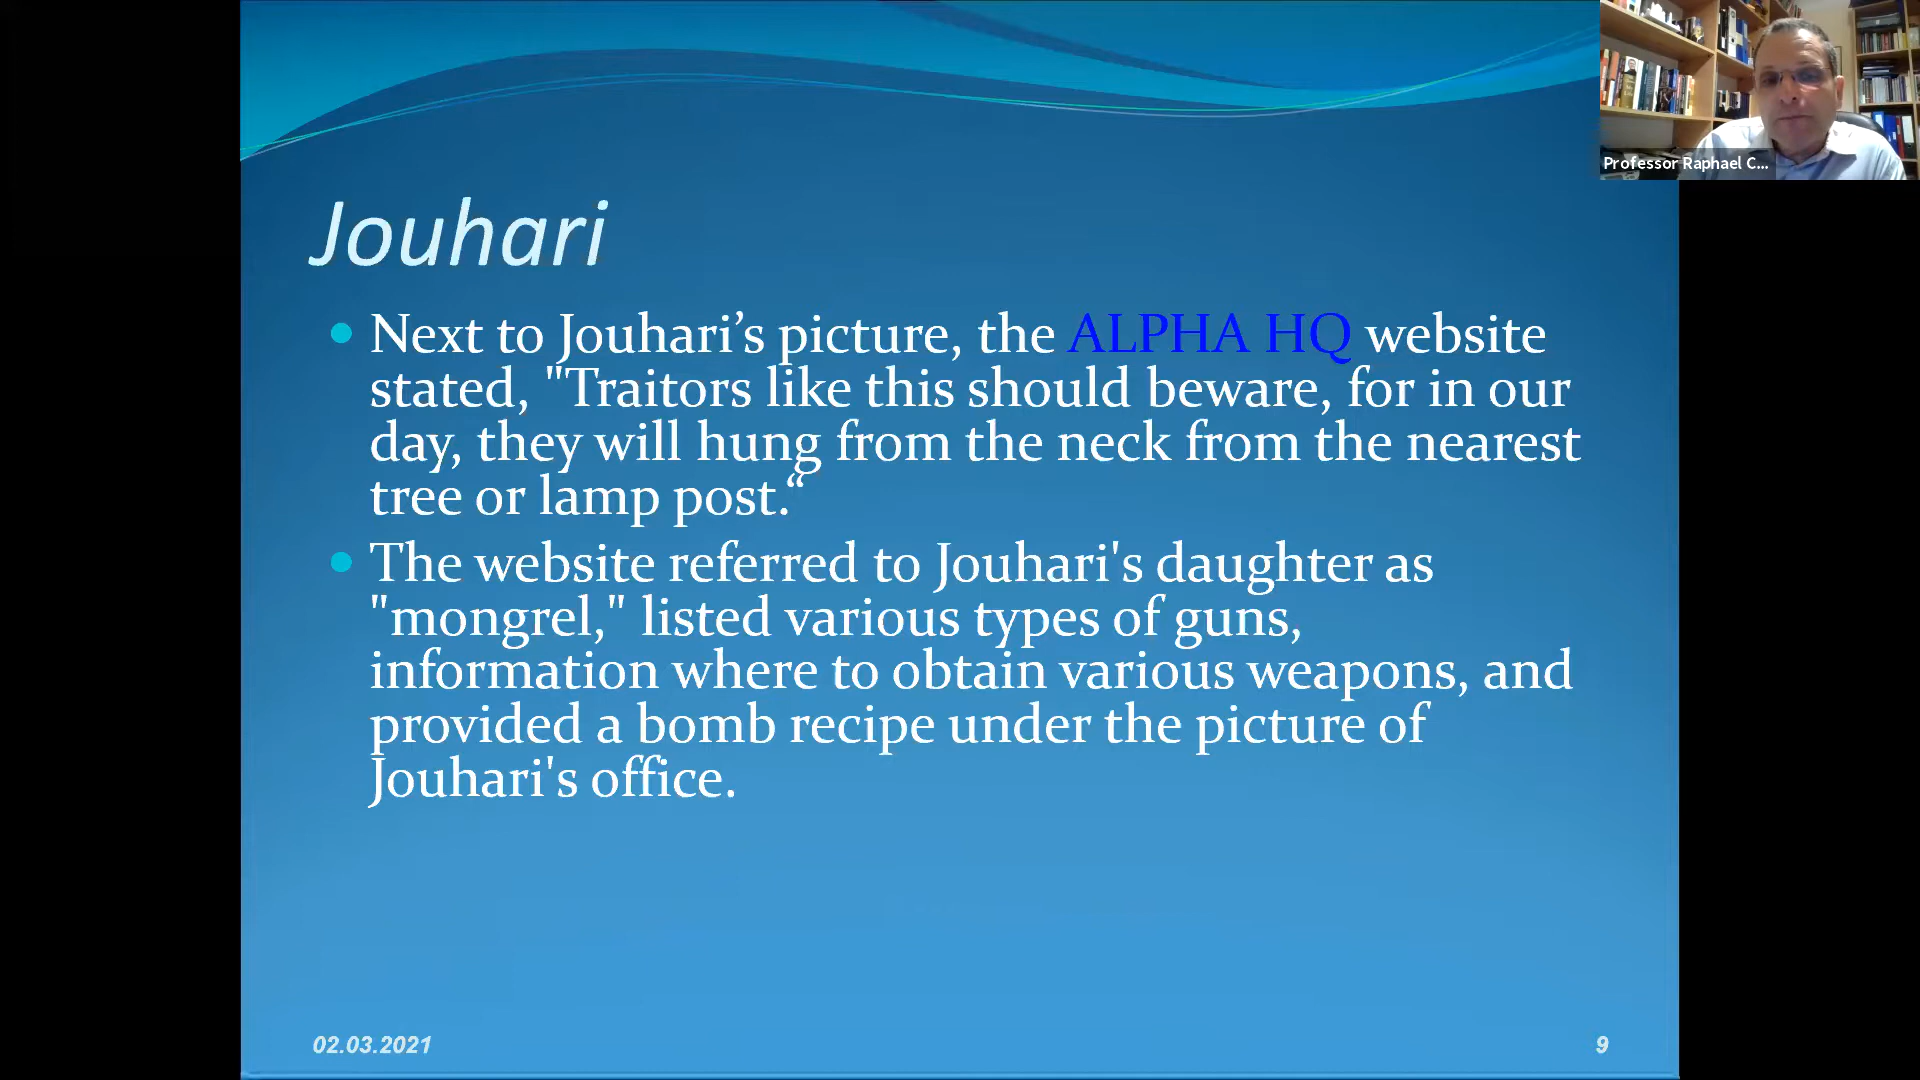 Professor Raphael C...
Jouhari
Next to Jouhari’s picture, the ALPHA HQ website
stated, "Traitors like this should beware, for in our
day, they will hung from the neck from the nearest
tree or lamp post.“
The website referred to Jouhari's daughter as
"mongrel," listed various types of guns,
information where to obtain various weapons, and
provided a bomb recipe under the picture of
Jouhari's office.
02.03.2021
9